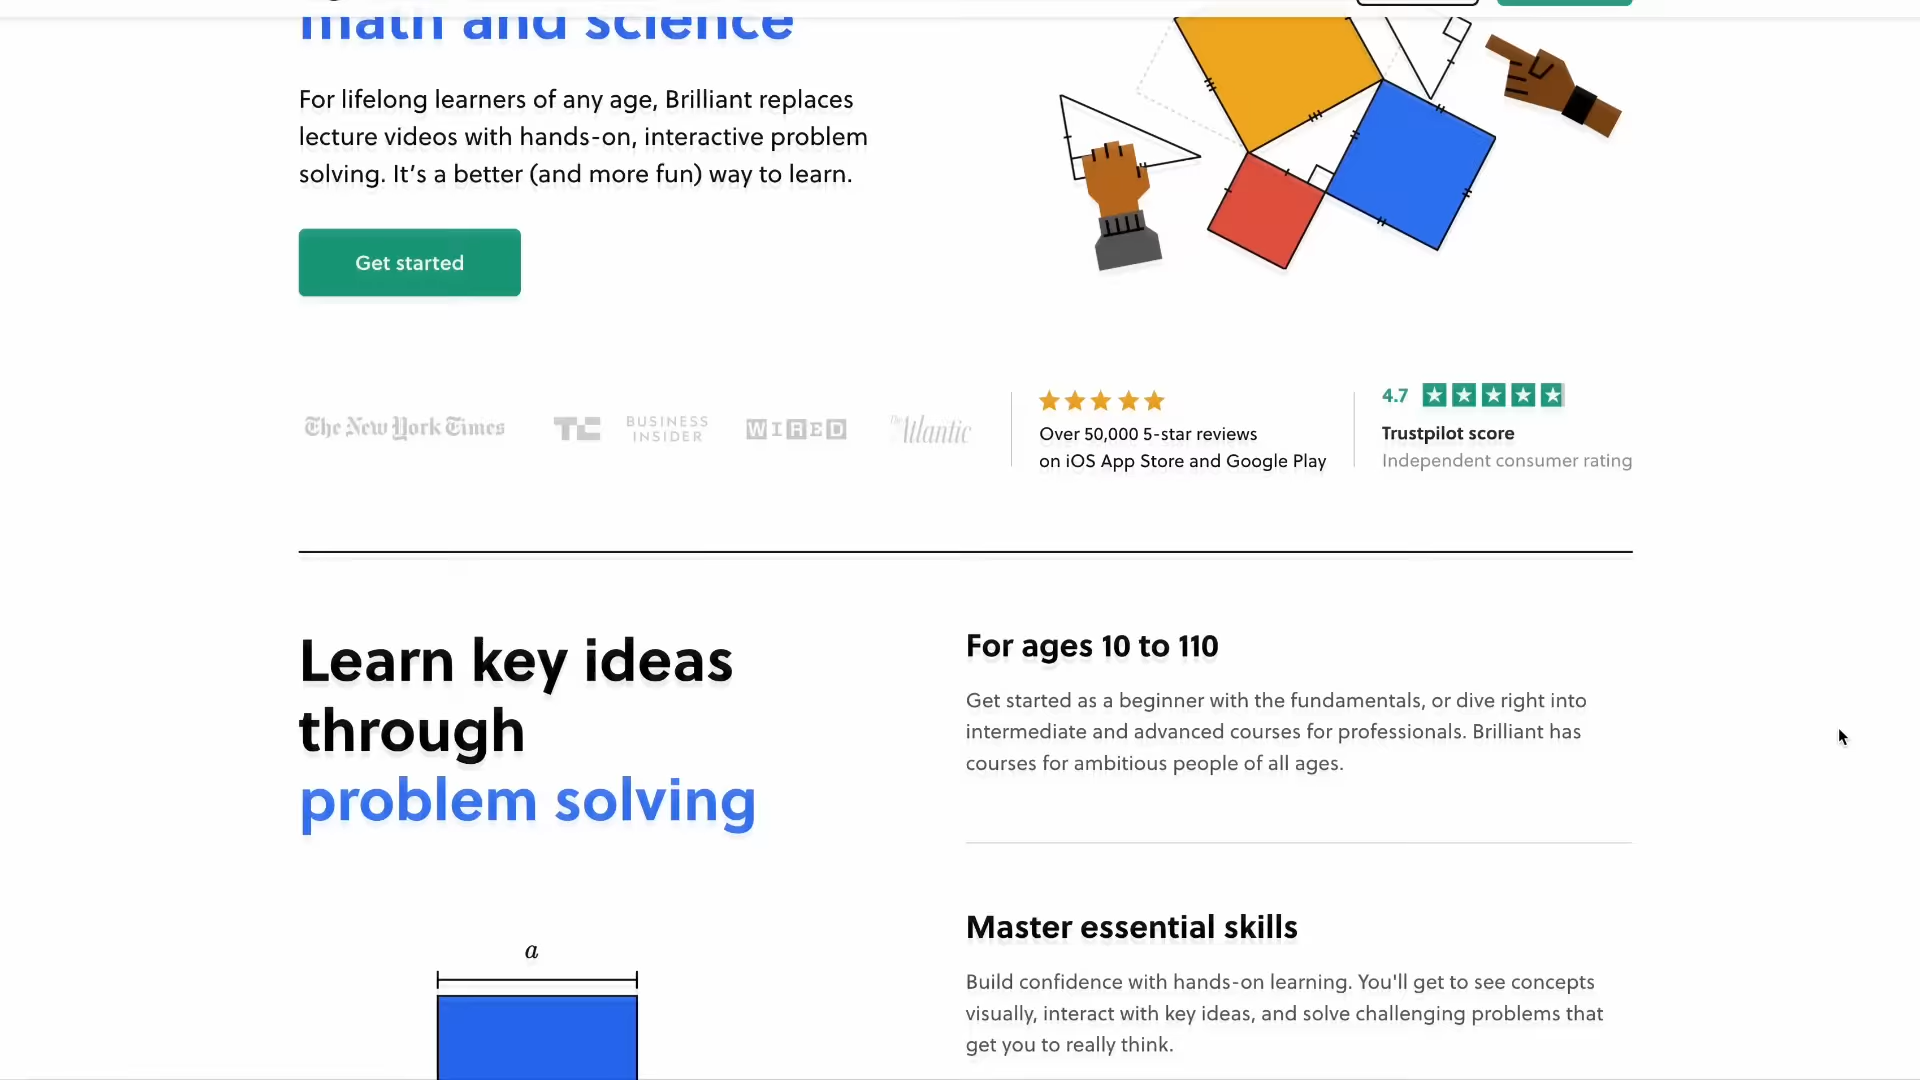 math and science
For lifelong learners of any age, Brilliant replaces
lecture videos with hands-on, interactive problem
solving. It’s a better (and more fun) way to learn.
Get started
The New York Times
TC
BUSINESS
INSIDER
WIRED
The Atlantic
Over 50,000 5-star reviews
on iOS App Store and Google Play
4.7
Trustpilot score
Independent consumer rating
Learn key ideas
through
problem solving
a
For ages 10 to 110
Get started as a beginner with the fundamentals, or dive right into
intermediate and advanced courses for professionals. Brilliant has
courses for ambitious people of all ages.
Master essential skills
Build confidence with hands-on learning. You'll get to see concepts
visually, interact with key ideas, and solve challenging problems that
get you to really think.